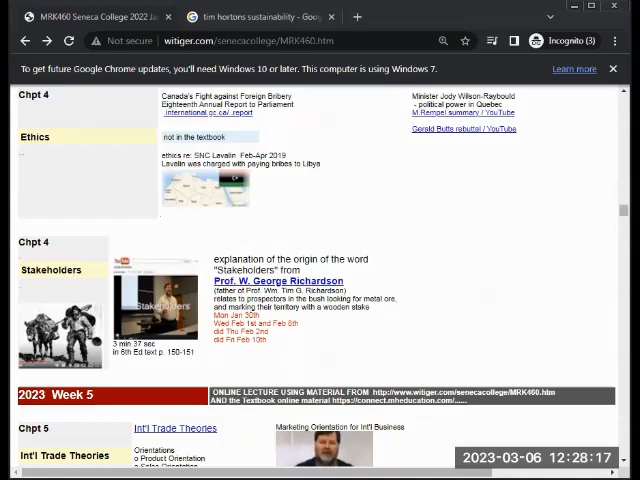 MRK460 Seneca College 2022 Ja
tim hortons sustainability - Goog
Not secure
witiger.com/senecacollege/MRK460.htm
Incognito (3)
To get future Google Chrome updates, you'll need Windows 10 or later. This computer is using Windows 7.
Learn more
Chpt 4
Canada's Fight against Foreign Bribery
Eighteenth Annual Report to Parliament
international.gc.ca/..report
Minister Jody Wilson-Raybould
- political power in Quebec
M.Rempel summary / YouTube
Gerald Butts rebuttal / YouTube
Ethics
not in the textbook
ethics re: SNC Lavalin Feb-Apr 2019
Lavalin was charged with paying bribes to Libya
Chpt 4
Stakeholders
Stakeholders
3 min 37 sec
in 6th Ed text p. 150-151
explanation of the origin of the word
"Stakeholders" from
Prof. W. George Richardson
(father of Prof. Wm. Tim G. Richardson)
relates to prospectors in the bush looking for metal ore,
and marking their territory with a wooden stake
Mon Jan 30th
Wed Feb 1st and Feb 8th
did Thu Feb 2nd
did Fri Feb 10th
2023 Week 5
ONLINE LECTURE USING MATERIAL FROM http://www.witiger.com/senecacollege/MRK460.htm
AND the Textbook online material https://connect.mheducation.com/......
Chpt 5
Int'l Trade Theories
Int'l Trade Theories
Orientations
o Product Orientation
o Sales Orientation
Marketing Orientation for Int'l Business
2023-03-06 12:28:17